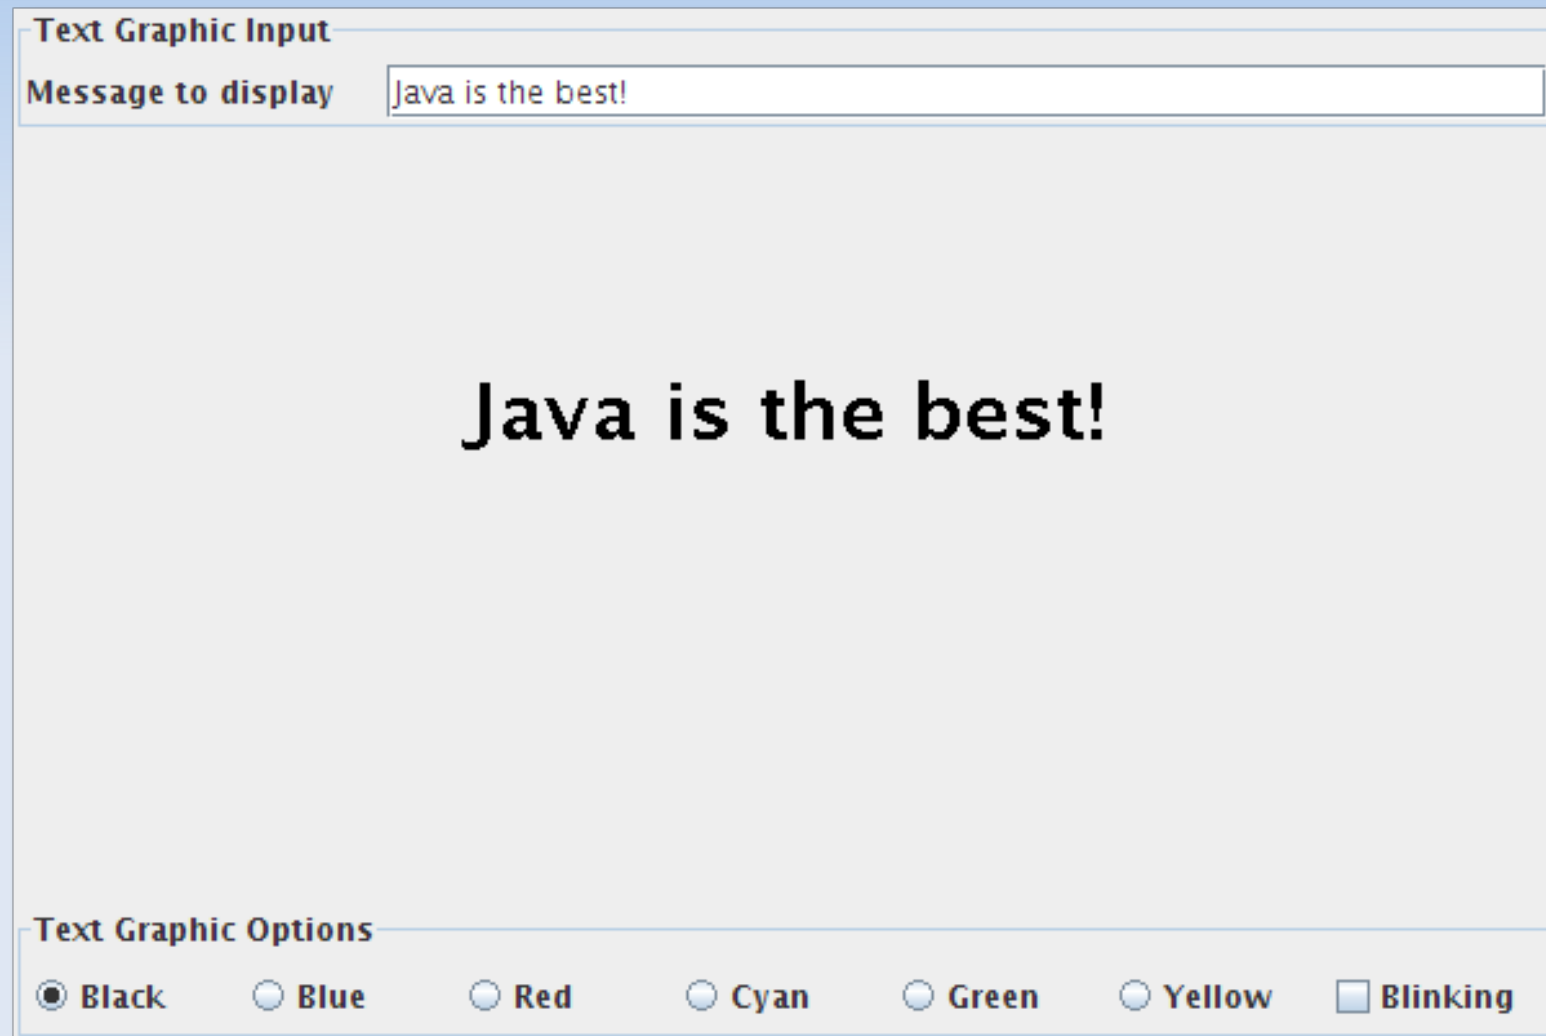 Text Graphic Input
Message to display Java is the best!
Java is the best!
Text Graphic Options
Black Blue Red Cyan Green Yellow Blinking